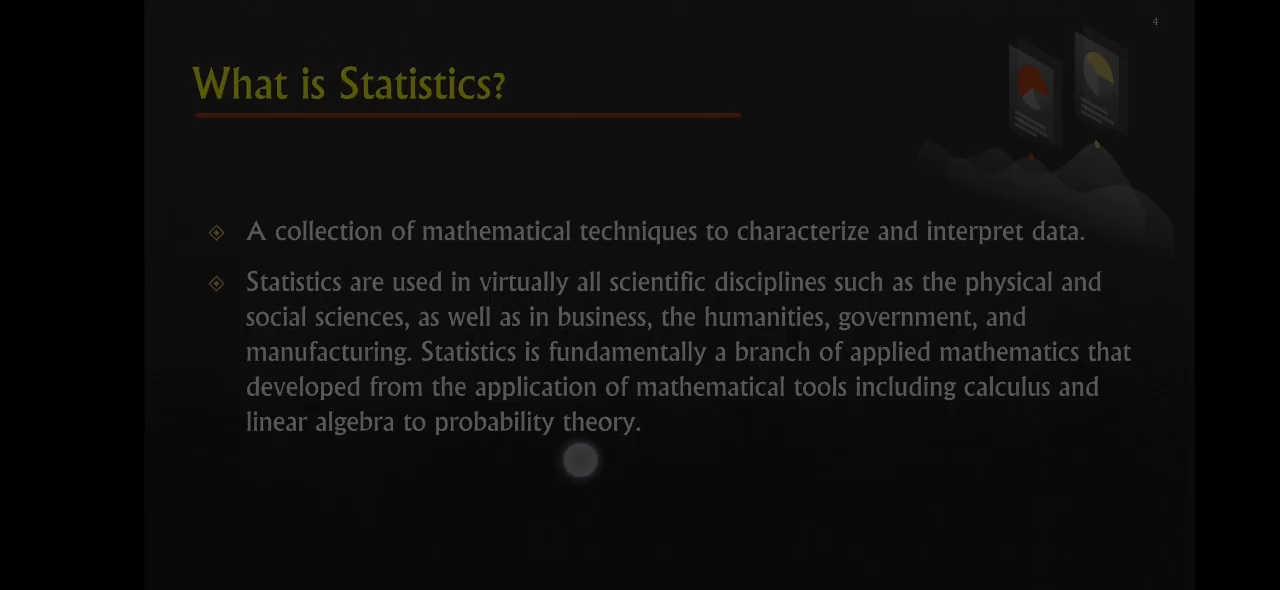 4
What is Statistics?
A collection of mathematical techniques to characterize and interpret data.
Statistics are used in virtually all scientific disciplines such as the physical and
social sciences, as well as in business, the humanities, government, and
manufacturing. Statistics is fundamentally a branch of applied mathematics that
developed from the application of mathematical tools including calculus and
linear algebra to probability theory.